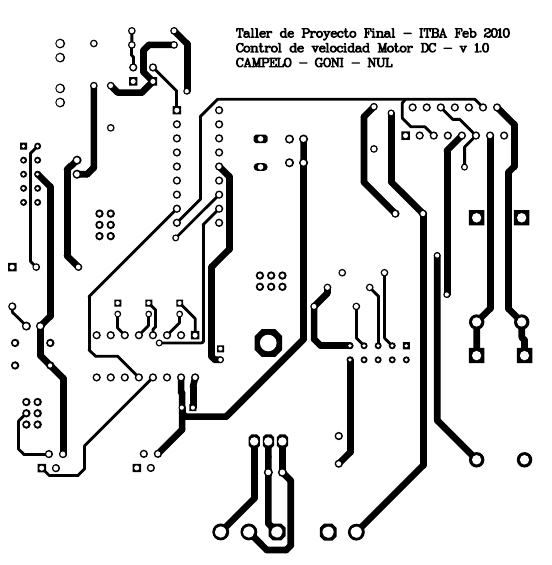 Taller de Proyecto Final - ITBA Feb 2010
Control de velocidad Motor DC - v 1.0
CAMPELO - GONI - NUL